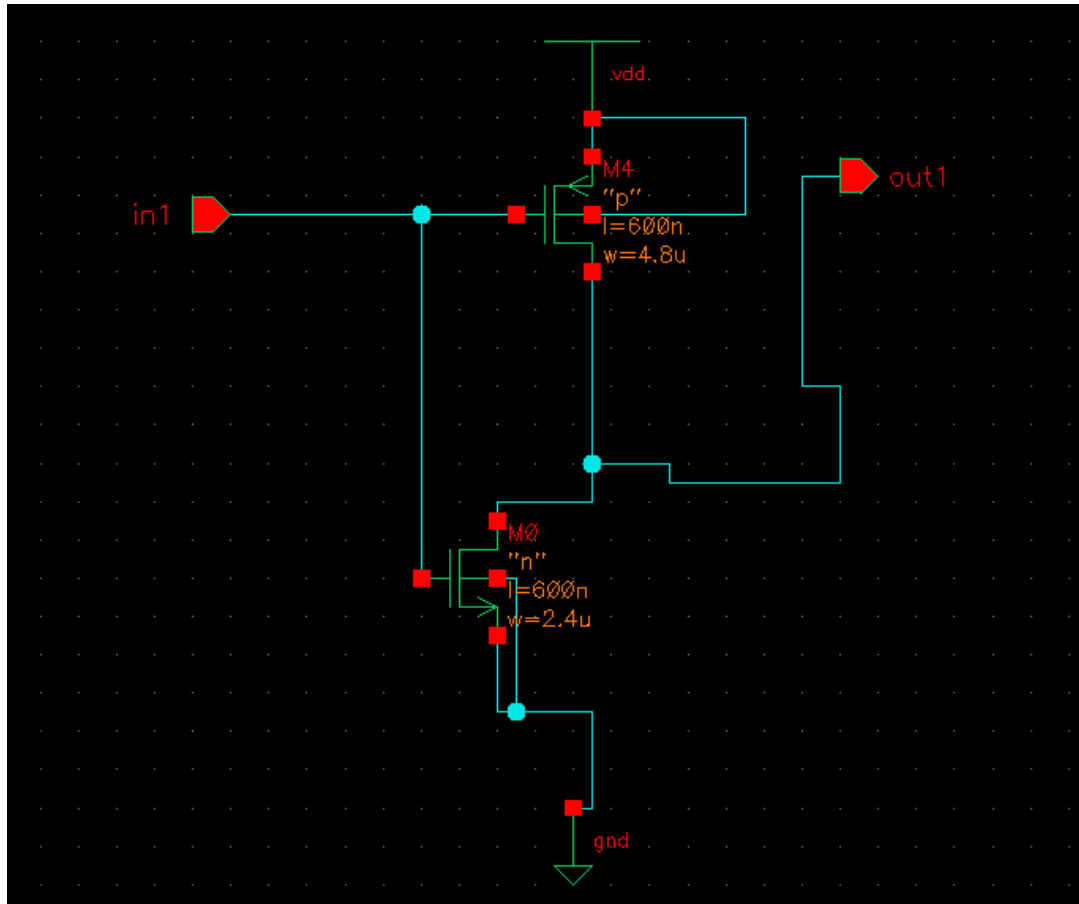 vdd
M4
"p"
l=600n
w=4.8u
in1
out1
M0
"n"
l=600n
w=2.4u
gnd